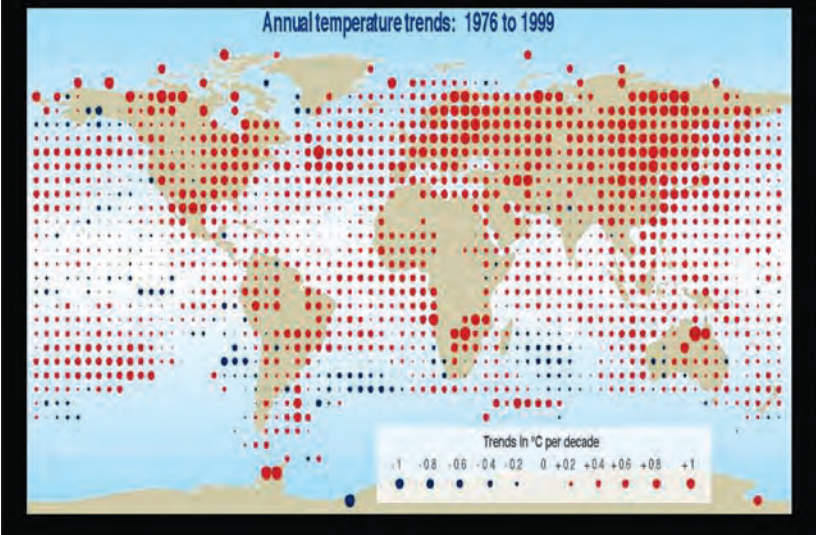 Annual temperature trends: 1976 to 1999
Trends In °C per decade
-1 -0.8 -0.6 -0.4 -0.2 0 +0.2 +0.4 +0.6 +0.8 +1